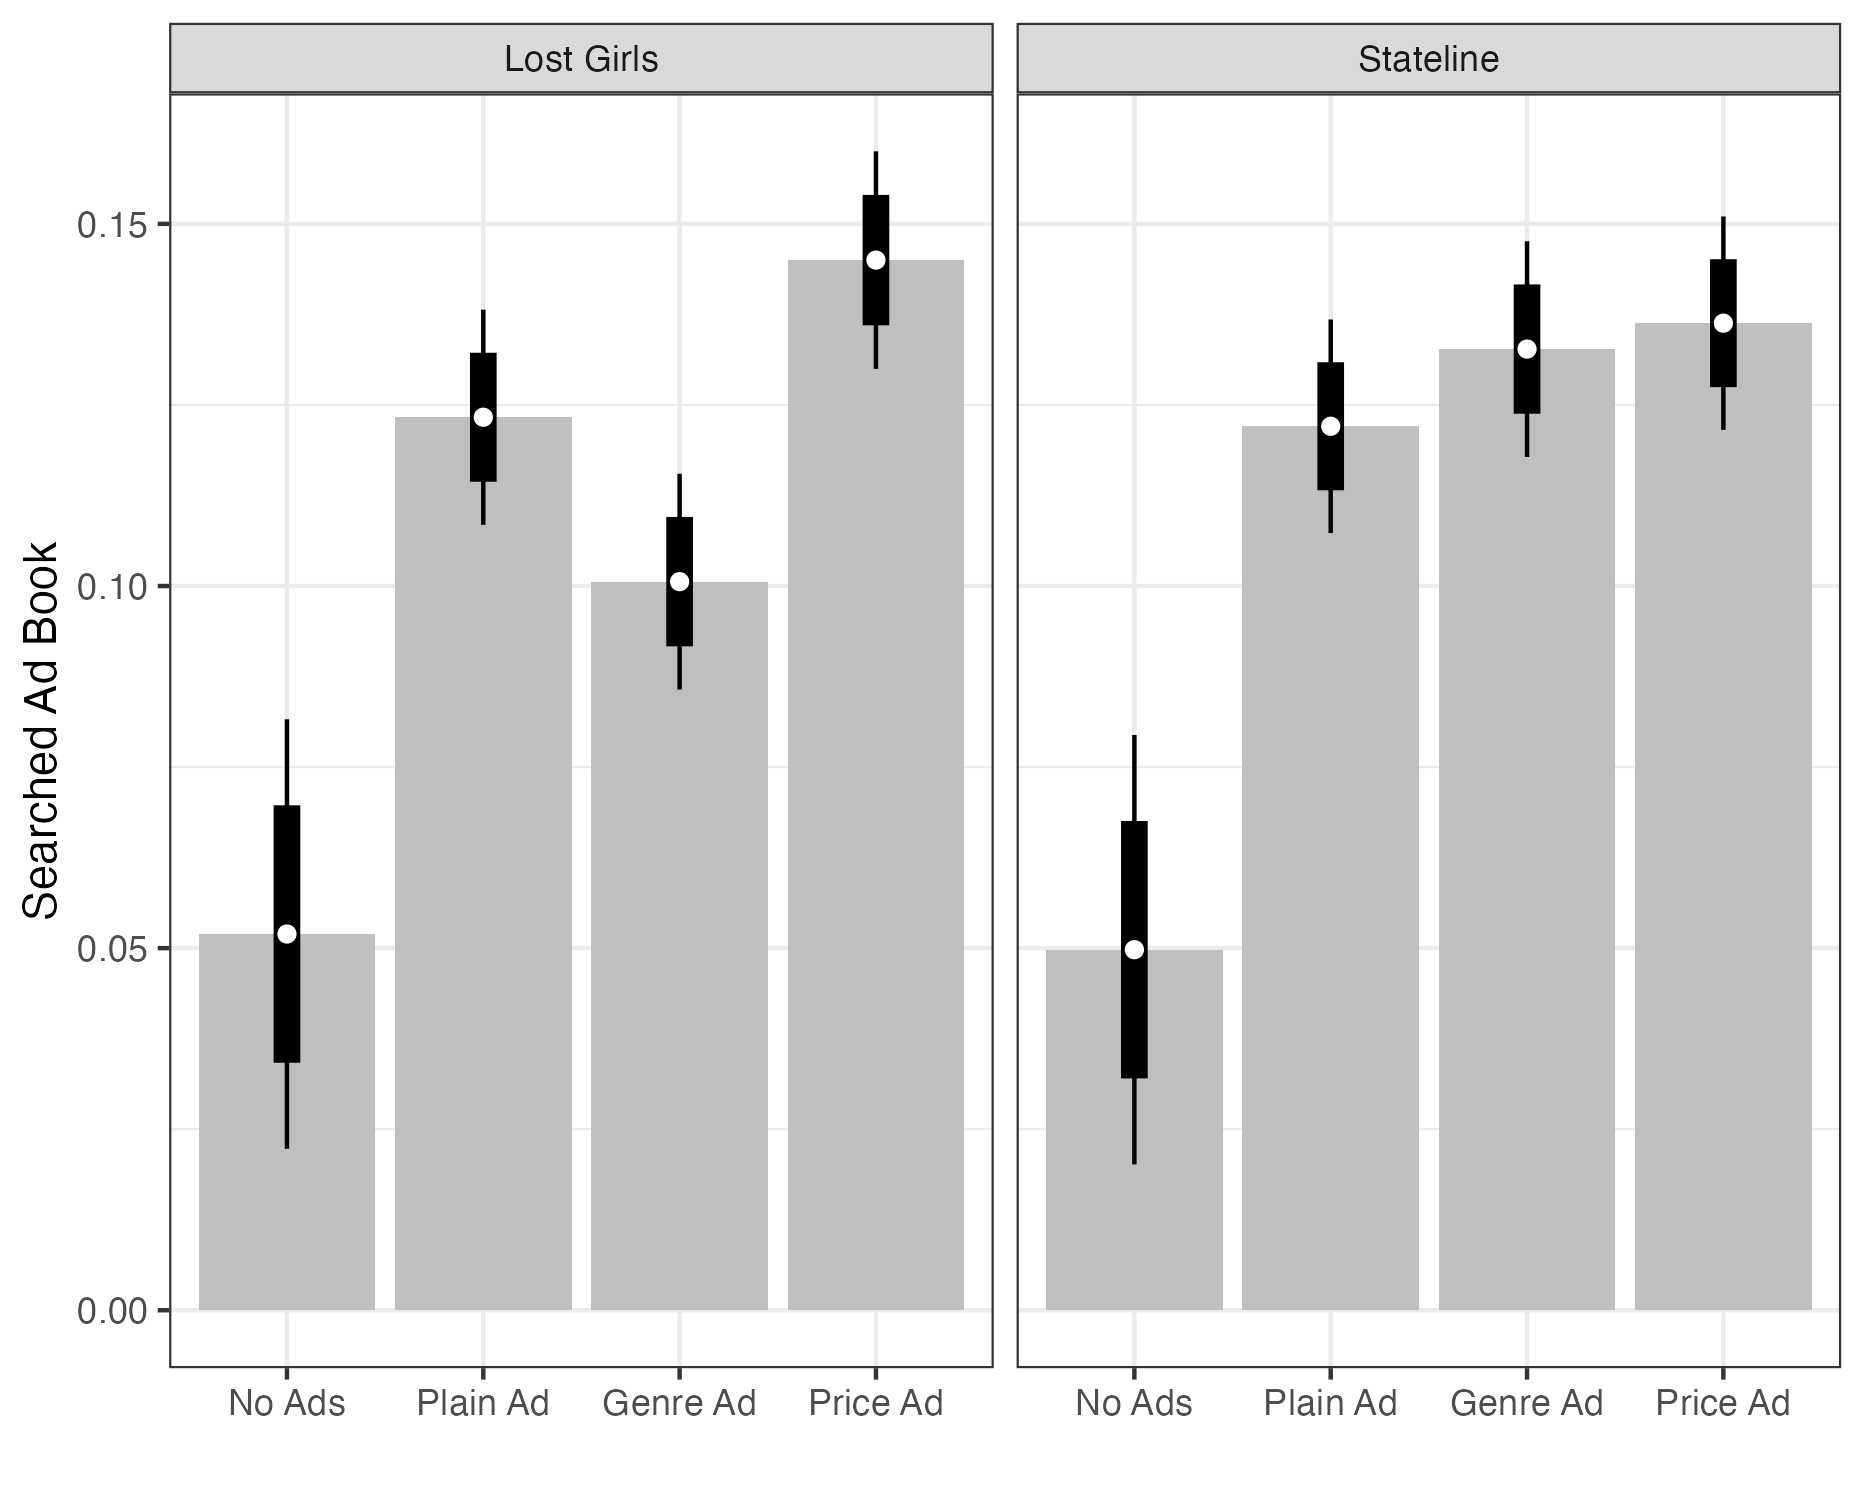 Lost Girls
Stateline
Searched Ad Book
0.15
0.10
0.05
0.00
No Ads Plain Ad Genre Ad Price Ad
No Ads Plain Ad Genre Ad Price Ad